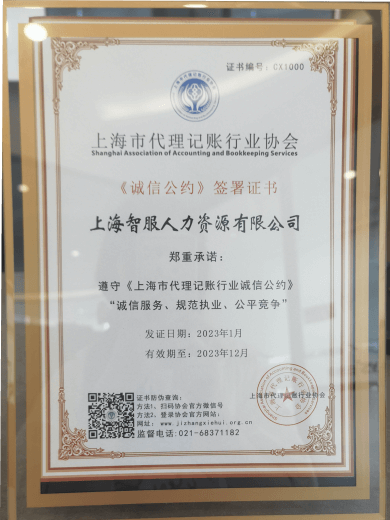 证书编号：CX1000
上海市代理记账行业协会
Shanghai Association of Accounting and Bookkeeping Services
《诚信公约》签署证书
上海智服人力资源有限公司
郑重承诺：
遵守《上海市代理记账行业诚信公约》
“诚信服务、规范执业、公平竞争”
发证日期：2023年1月
有效期至：2023年12月
证书防伪查询：
方法1、扫码协会官方微信号
方法2、登录协会官方网站：
网址：www.jizhangxiehui.org.cn
监督电话：021-68371182
上海市代理记账行业协会